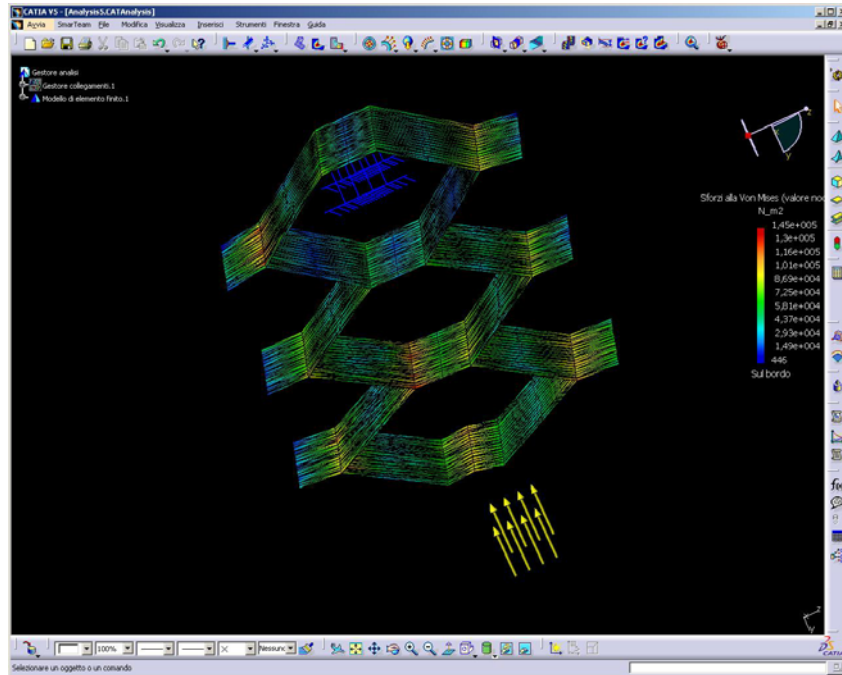 CATIA V5 - [Analysis5.CATAnalysis]
Avvia SmarTeam File Modifica Visualizza Inserisci Strumenti Finestra Guida
Gestore analisi
Gestore collegamenti.1
Modello di elemento finito.1
z
x
y
Sforzi alla Von Mises (valore noc
N_m2
1,45e+005
1,3e+005
1,16e+005
1,01e+005
8,69e+004
7,25e+004
5,81e+004
4,37e+004
2,93e+004
1,49e+004
446
Sul bordo
100%
Nessuno
CATIA
Selezionare un oggetto o un comando